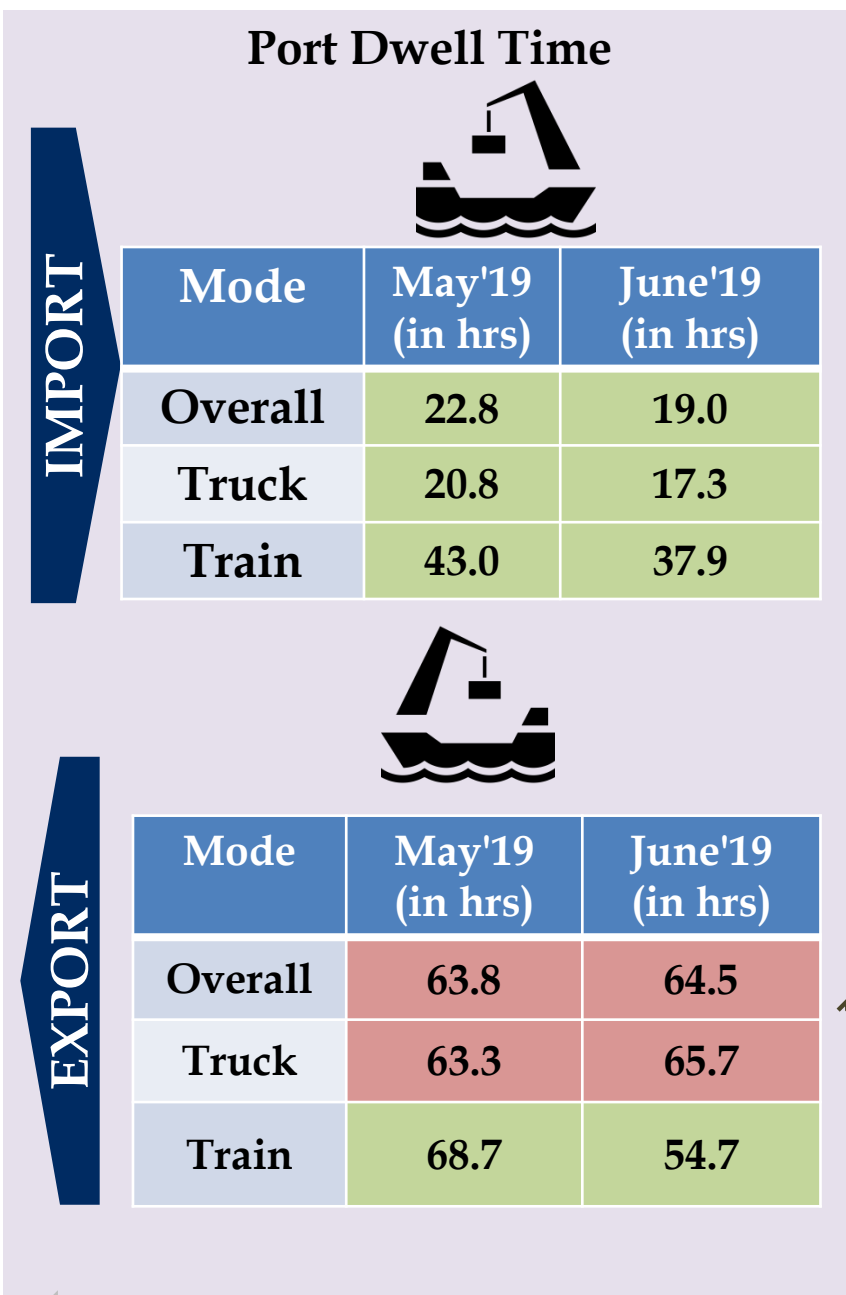 Port Dwell Time
IMPORT
Mode May'19 (in hrs) June'19 (in hrs)
Overall 22.8 19.0
Truck 20.8 17.3
Train 43.0 37.9
EXPORT
Mode May'19 (in hrs) June'19 (in hrs)
Overall 63.8 64.5
Truck 63.3 65.7
Train 68.7 54.7